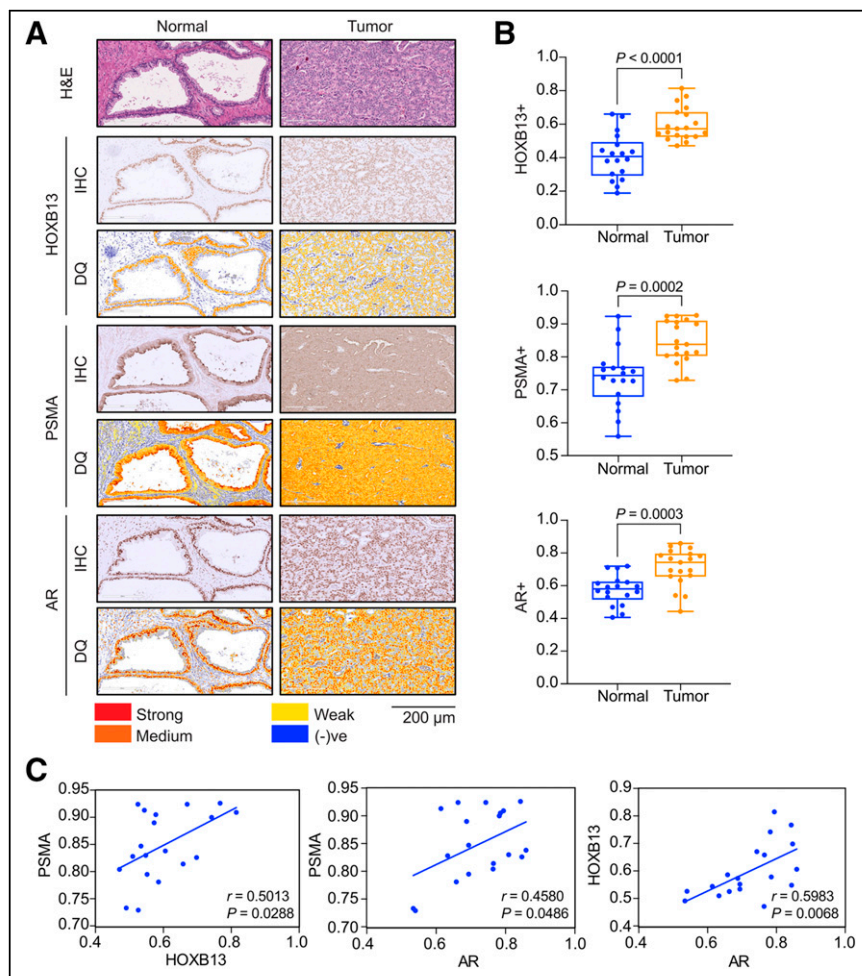 A
Normal
Tumor
H&E
HOXB13
IHC
DQ
PSMA
IHC
DQ
AR
IHC
DQ
Strong
Weak
Medium
(-)ve
200 µm
B
P < 0.0001
HOXB13+
1.0
0.8
0.6
0.4
0.2
0.0
Normal
Tumor
P = 0.0002
PSMA+
1.0
0.9
0.8
0.7
0.6
0.5
Normal
Tumor
P = 0.0003
AR+
1.0
0.8
0.6
0.4
0.2
0.0
Normal
Tumor
C
PSMA
0.95
0.90
0.85
0.80
0.75
0.70
r = 0.5013
P = 0.0288
0.4
0.6
0.8
1.0
HOXB13
PSMA
0.95
0.90
0.85
0.80
0.75
0.70
r = 0.4580
P = 0.0486
0.4
0.6
0.8
1.0
AR
HOXB13
0.9
0.8
0.7
0.6
0.5
0.4
r = 0.5983
P = 0.0068
0.4
0.6
0.8
1.0
AR